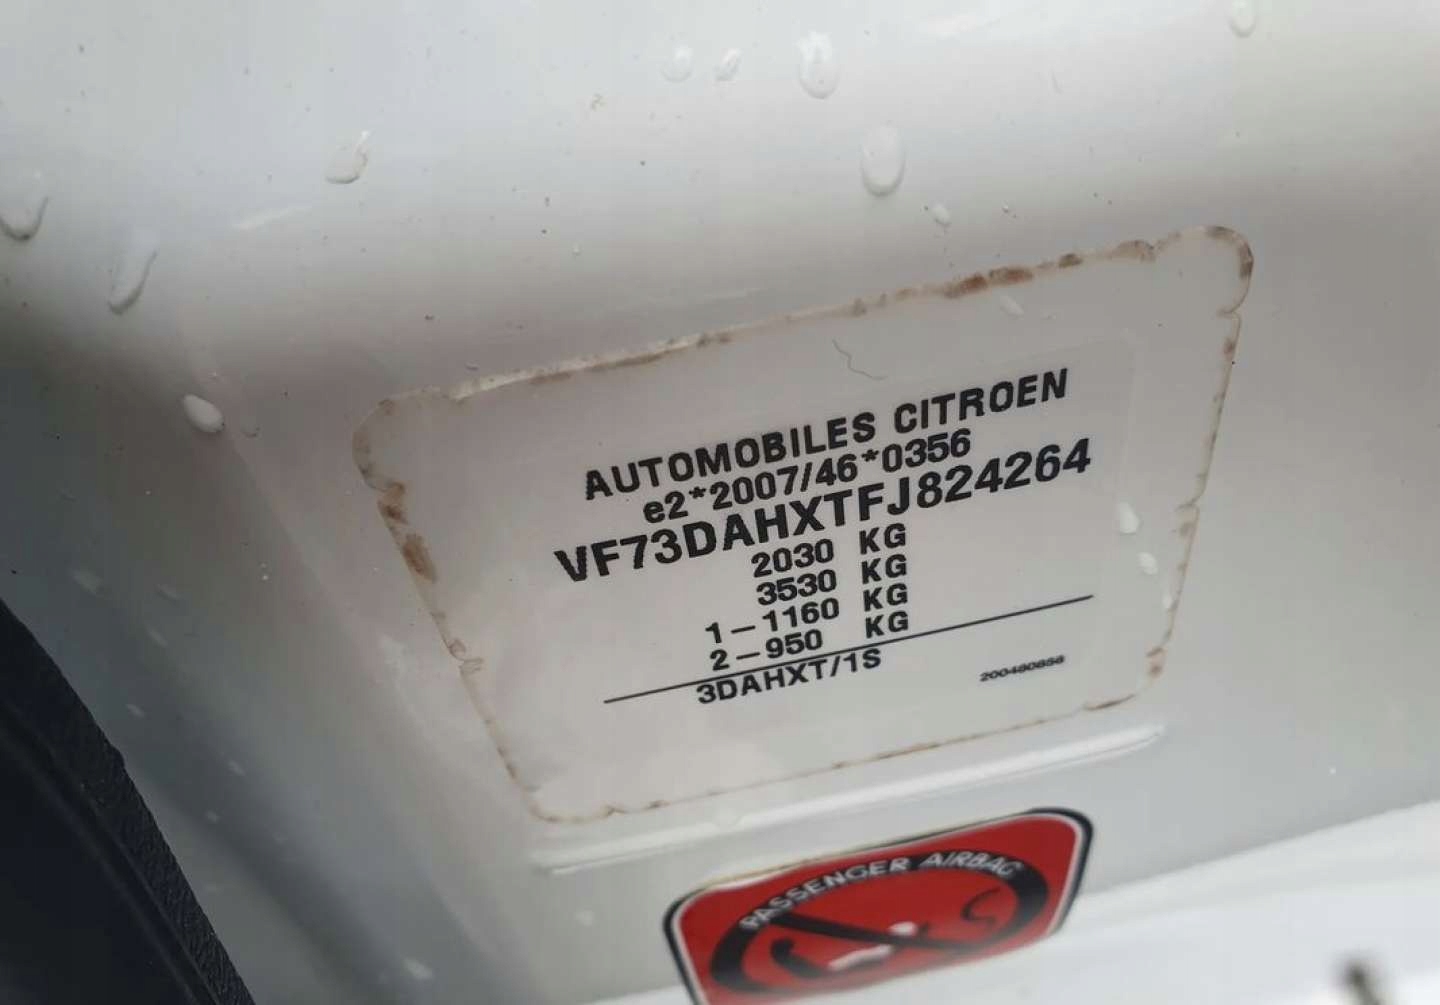 AUTOMOBILES CITROEN
e2*2007/46*0356
VF73DAHXTFJ824264
2030 KG
3530 KG
1-1160 KG
2-950 KG
3DAHXT/1S
200480856
PASSENGER AIRBAG